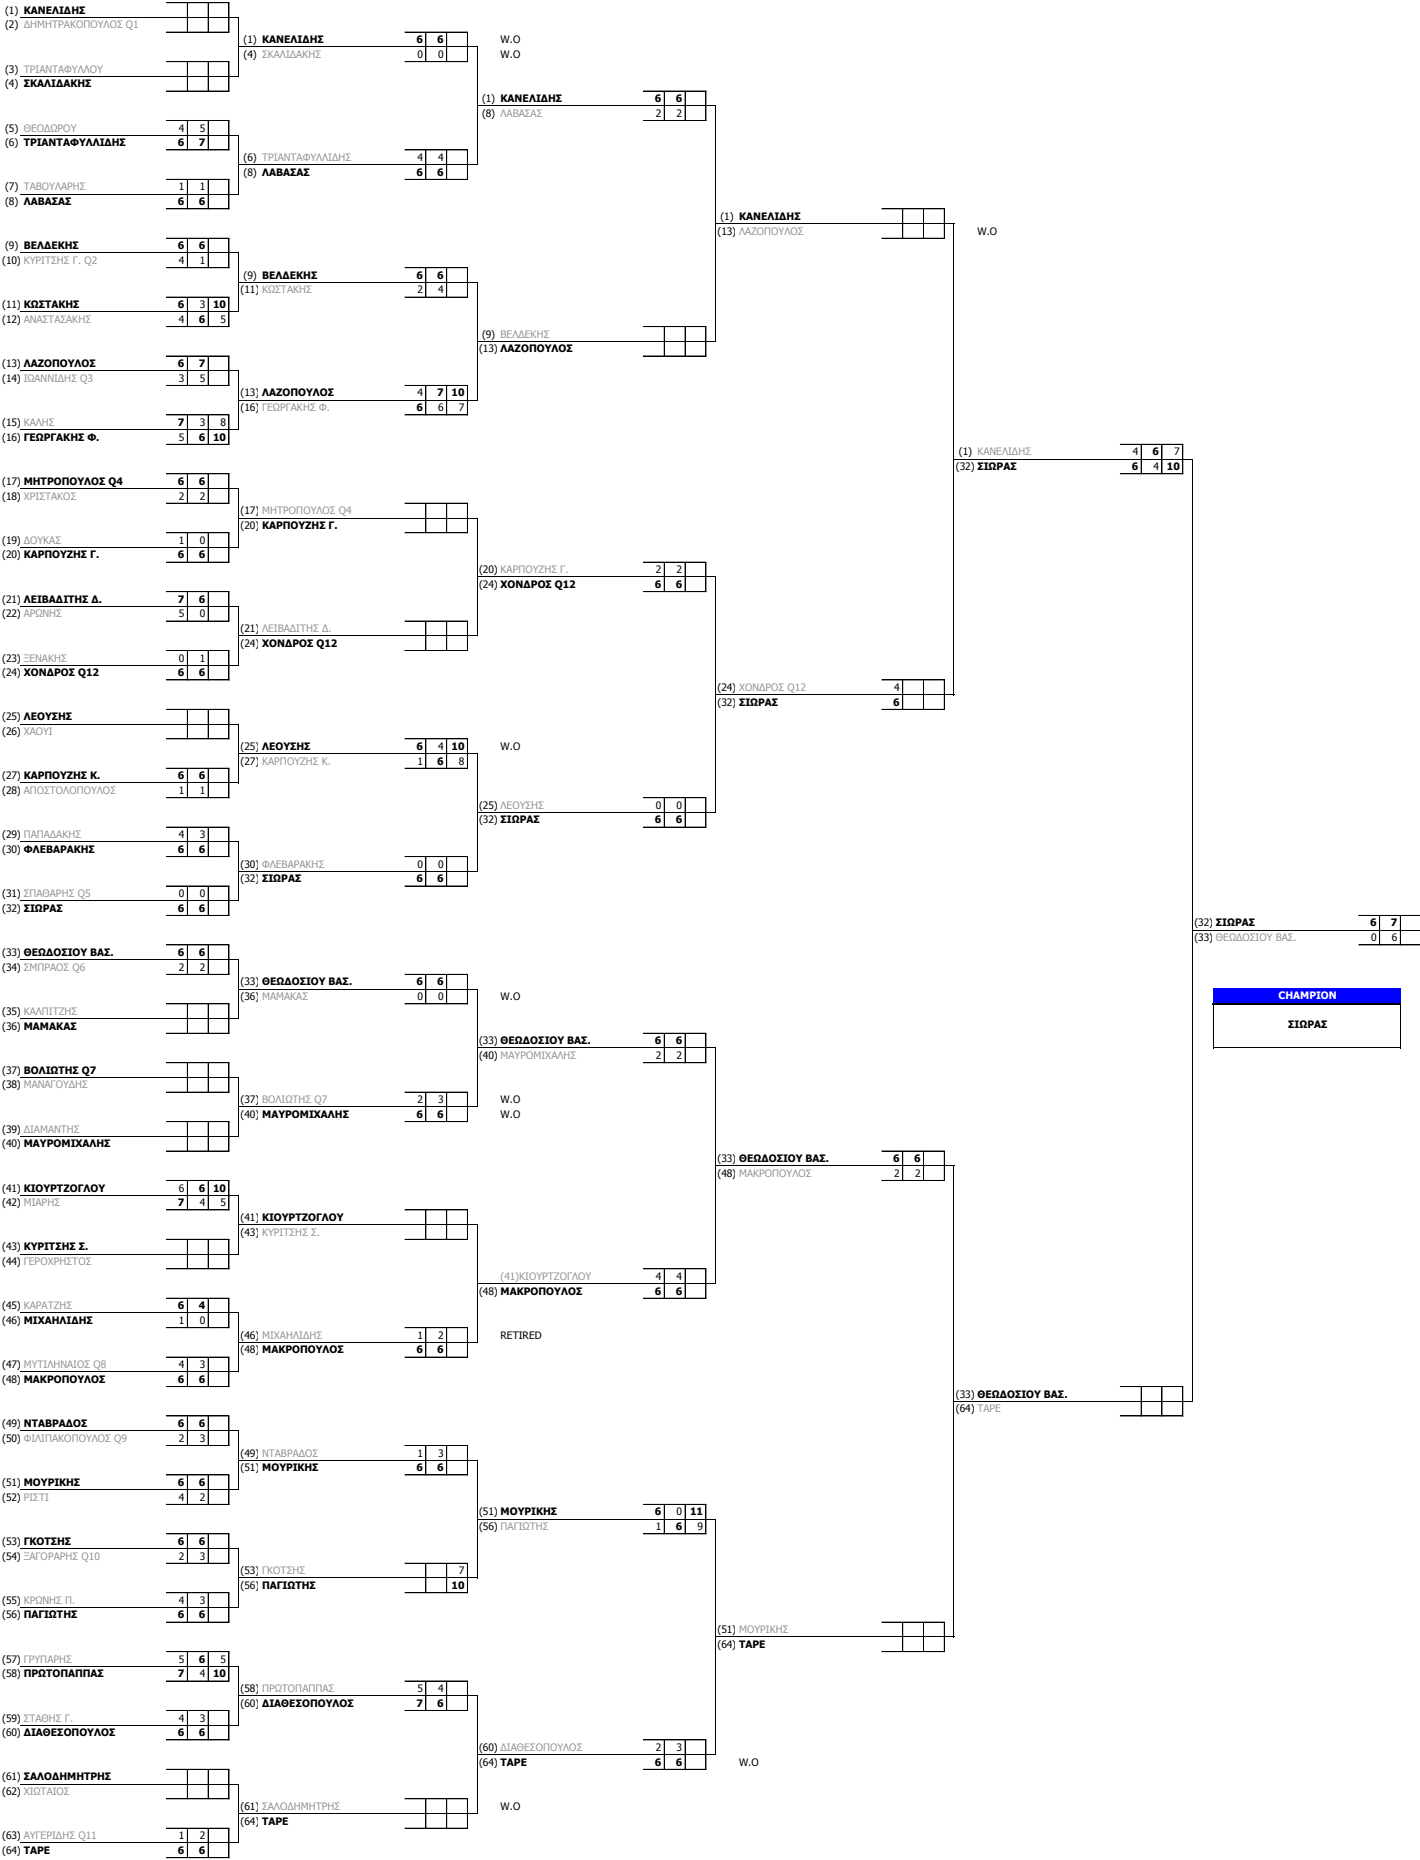 (1) ΚΑΝΕΛΙΔΗΣ
(2) ΔΗΜΗΤΡΑΚΟΠΟΥΛΟΣ Q1
(1) ΚΑΝΕΛΙΔΗΣ 6 6 W.O
(4) ΣΚΑΛΙΔΑΚΗΣ 0 0 W.O
(3) ΤΡΙΑΝΤΑΦΥΛΛΟΥ
(4) ΣΚΑΛΙΔΑΚΗΣ
(1) ΚΑΝΕΛΙΔΗΣ 6 6
(8) ΛΑΒΑΣΑΣ 2 2
(5) ΘΕΟΔΩΡΟΥ 4 5
(6) ΤΡΙΑΝΤΑΦΥΛΛΙΔΗΣ 6 7
(6) ΤΡΙΑΝΤΑΦΥΛΛΙΔΗΣ 4 4
(8) ΛΑΒΑΣΑΣ 6 6
(7) ΤΑΒΟΥΛΑΡΗΣ 1 1
(8) ΛΑΒΑΣΑΣ 6 6
(1) ΚΑΝΕΛΙΔΗΣ
(13) ΛΑΖΟΠΟΥΛΟΣ W.O
(9) ΒΕΛΔΕΚΗΣ 6 6
(10) ΚΥΡΙΤΣΗΣ Γ. Q2 4 1
(9) ΒΕΛΔΕΚΗΣ 6 6
(11) ΚΩΣΤΑΚΗΣ 2 4
(11) ΚΩΣΤΑΚΗΣ 6 3 10
(12) ΑΝΑΣΤΑΣΑΚΗΣ 4 6 5
(9) ΒΕΛΔΕΚΗΣ
(13) ΛΑΖΟΠΟΥΛΟΣ
(13) ΛΑΖΟΠΟΥΛΟΣ 6 7
(14) ΙΩΑΝΝΙΔΗΣ Q3 3 5
(13) ΛΑΖΟΠΟΥΛΟΣ 4 7 10
(16) ΓΕΩΡΓΑΚΗΣ Φ. 6 6 7
(15) ΚΑΛΗΣ 7 3 8
(16) ΓΕΩΡΓΑΚΗΣ Φ. 5 6 10
(1) ΚΑΝΕΛΙΔΗΣ 4 6 7
(32) ΣΙΩΡΑΣ 6 4 10
(17) ΜΗΤΡΟΠΟΥΛΟΣ Q4 6 6
(18) ΧΡΙΣΤΑΚΟΣ 2 2
(17) ΜΗΤΡΟΠΟΥΛΟΣ Q4
(20) ΚΑΡΠΟΥΖΗΣ Γ.
(19) ΔΟΥΚΑΣ 1 0
(20) ΚΑΡΠΟΥΖΗΣ Γ. 6 6
(20) ΚΑΡΠΟΥΖΗΣ Γ. 2 2
(24) ΧΟΝΔΡΟΣ Q12 6 6
(21) ΛΕΙΒΑΔΙΤΗΣ Δ. 7 6
(22) ΑΡΩΝΗΣ 5 0
(21) ΛΕΙΒΑΔΙΤΗΣ Δ.
(24) ΧΟΝΔΡΟΣ Q12
(23) ΞΕΝΑΚΗΣ 0 1
(24) ΧΟΝΔΡΟΣ Q12 6 6
(24) ΧΟΝΔΡΟΣ Q12 4
(32) ΣΙΩΡΑΣ 6
(25) ΛΕΟΥΣΗΣ
(26) ΧΑΟΥΙ
(25) ΛΕΟΥΣΗΣ 6 4 10 W.O
(27) ΚΑΡΠΟΥΖΗΣ Κ. 1 6 8
(27) ΚΑΡΠΟΥΖΗΣ Κ. 6 6
(28) ΑΠΟΣΤΟΛΟΠΟΥΛΟΣ 1 1
(25) ΛΕΟΥΣΗΣ 0 0
(32) ΣΙΩΡΑΣ 6 6
(29) ΠΑΠΑΔΑΚΗΣ 4 3
(30) ΦΛΕΒΑΡΑΚΗΣ 6 6
(30) ΦΛΕΒΑΡΑΚΗΣ 0 0
(32) ΣΙΩΡΑΣ 6 6
(31) ΣΠΑΘΑΡΗΣ Q5 0 0
(32) ΣΙΩΡΑΣ 6 6
(32) ΣΙΩΡΑΣ 6 7
(33) ΘΕΩΔΟΣΙΟΥ ΒΑΣ. 0 6
(33) ΘΕΩΔΟΣΙΟΥ ΒΑΣ. 6 6
(34) ΣΜΠΡΑΟΣ Q6 2 2
(33) ΘΕΩΔΟΣΙΟΥ ΒΑΣ. 6 6
(36) ΜΑΜΑΚΑΣ 0 0 W.O
CHAMPION
ΣΙΩΡΑΣ
(35) ΚΑΛΠΙΤΖΗΣ
(36) ΜΑΜΑΚΑΣ
(33) ΘΕΩΔΟΣΙΟΥ ΒΑΣ. 6 6
(40) ΜΑΥΡΟΜΙΧΑΛΗΣ 2 2
(37) ΒΟΛΙΩΤΗΣ Q7
(38) ΜΑΝΑΓΟΥΔΗΣ
(37) ΒΟΛΙΩΤΗΣ Q7 2 3 W.O
(40) ΜΑΥΡΟΜΙΧΑΛΗΣ 6 6 W.O
(39) ΔΙΑΜΑΝΤΗΣ
(40) ΜΑΥΡΟΜΙΧΑΛΗΣ
(33) ΘΕΩΔΟΣΙΟΥ ΒΑΣ. 6 6
(48) ΜΑΚΡΟΠΟΥΛΟΣ 2 2
(41) ΚΙΟΥΡΤΖΟΓΛΟΥ 6 6 10
(42) ΜΙΑΡΗΣ 7 4 5
(41) ΚΙΟΥΡΤΖΟΓΛΟΥ
(43) ΚΥΡΙΤΣΗΣ Σ.
(43) ΚΥΡΙΤΣΗΣ Σ.
(44) ΓΕΡΟΧΡΗΣΤΟΣ
(41)ΚΙΟΥΡΤΖΟΓΛΟΥ 4 4
(48) ΜΑΚΡΟΠΟΥΛΟΣ 6 6
(45) ΚΑΡΑΤΖΗΣ 6 4
(46) ΜΙΧΑΗΛΙΔΗΣ 1 0
(46) ΜΙΧΑΗΛΙΔΗΣ 1 2 RETIRED
(48) ΜΑΚΡΟΠΟΥΛΟΣ 6 6
(47) ΜΥΤΙΛΗΝΑΙΟΣ Q8 4 3
(48) ΜΑΚΡΟΠΟΥΛΟΣ 6 6
(33) ΘΕΩΔΟΣΙΟΥ ΒΑΣ.
(64) ΤΑΡΕ
(49) ΝΤΑΒΡΑΔΟΣ 6 6
(50) ΦΙΛΙΠΑΚΟΠΟΥΛΟΣ Q9 2 3
(49) ΝΤΑΒΡΑΔΟΣ 1 3
(51) ΜΟΥΡΙΚΗΣ 6 6
(51) ΜΟΥΡΙΚΗΣ 6 6
(52) ΡΙΣΤΙ 4 2
(51) ΜΟΥΡΙΚΗΣ 6 0 11
(56) ΠΑΓΙΩΤΗΣ 1 6 9
(53) ΓΚΟΤΣΗΣ 6 6
(54) ΞΑΓΟΡΑΡΗΣ Q10 2 3
(53) ΓΚΟΤΣΗΣ 7
(56) ΠΑΓΙΩΤΗΣ 10
(55) ΚΡΩΝΗΣ Π. 4 3
(56) ΠΑΓΙΩΤΗΣ 6 6
(51) ΜΟΥΡΙΚΗΣ
(64) ΤΑΡΕ
(57) ΓΡΥΠΑΡΗΣ 5 6 5
(58) ΠΡΩΤΟΠΑΠΠΑΣ 7 4 10
(58) ΠΡΩΤΟΠΑΠΠΑΣ 5 4
(60) ΔΙΑΘΕΣΟΠΟΥΛΟΣ 7 6
(59) ΣΤΑΘΗΣ Γ. 4 3
(60) ΔΙΑΘΕΣΟΠΟΥΛΟΣ 6 6
(60) ΔΙΑΘΕΣΟΠΟΥΛΟΣ 2 3
(64) ΤΑΡΕ 6 6 W.O
(61) ΣΑΛΟΔΗΜΗΤΡΗΣ
(62) ΧΙΩΤΑΙΟΣ
(61) ΣΑΛΟΔΗΜΗΤΡΗΣ W.O
(64) ΤΑΡΕ
(63) ΑΥΓΕΡΙΔΗΣ Q11 1 2
(64) ΤΑΡΕ 6 6